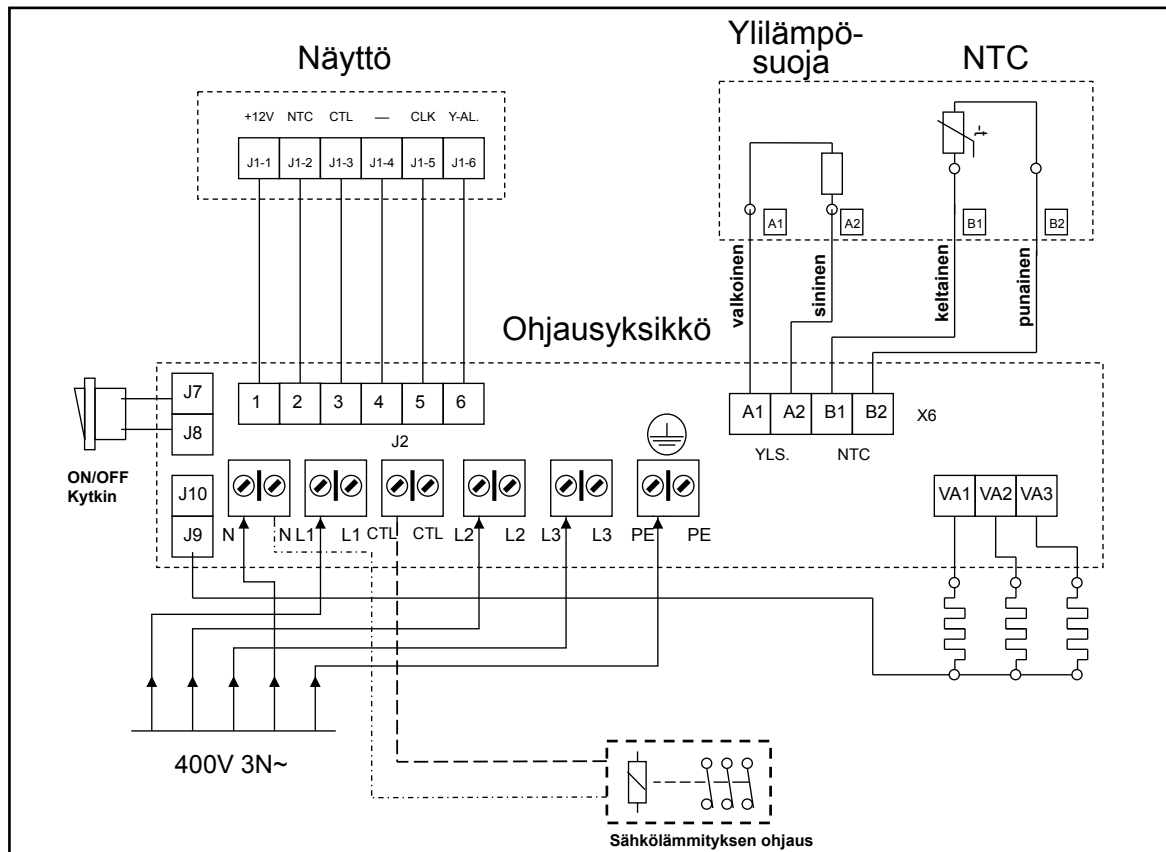 Näyttö
Ylilämpö-
suoja
NTC
+12V NTC CTL — CLK Y-AL.
J1-1 J1-2 J1-3 J1-4 J1-5 J1-6
-t
A1 A2 B1 B2
valkoinen
sininen
keltainen
punainen
Ohjausyksikkö
J7
J8
1 2 3 4 5 6
J2
A1 A2 B1 B2 X6
YLS. NTC
ON/OFF
Kytkin
J10
J9
N N L1 L1 CTL CTL L2 L2 L3 L3 PE PE
VA1 VA2 VA3
400V 3N~
Sähkölämmityksen ohjaus